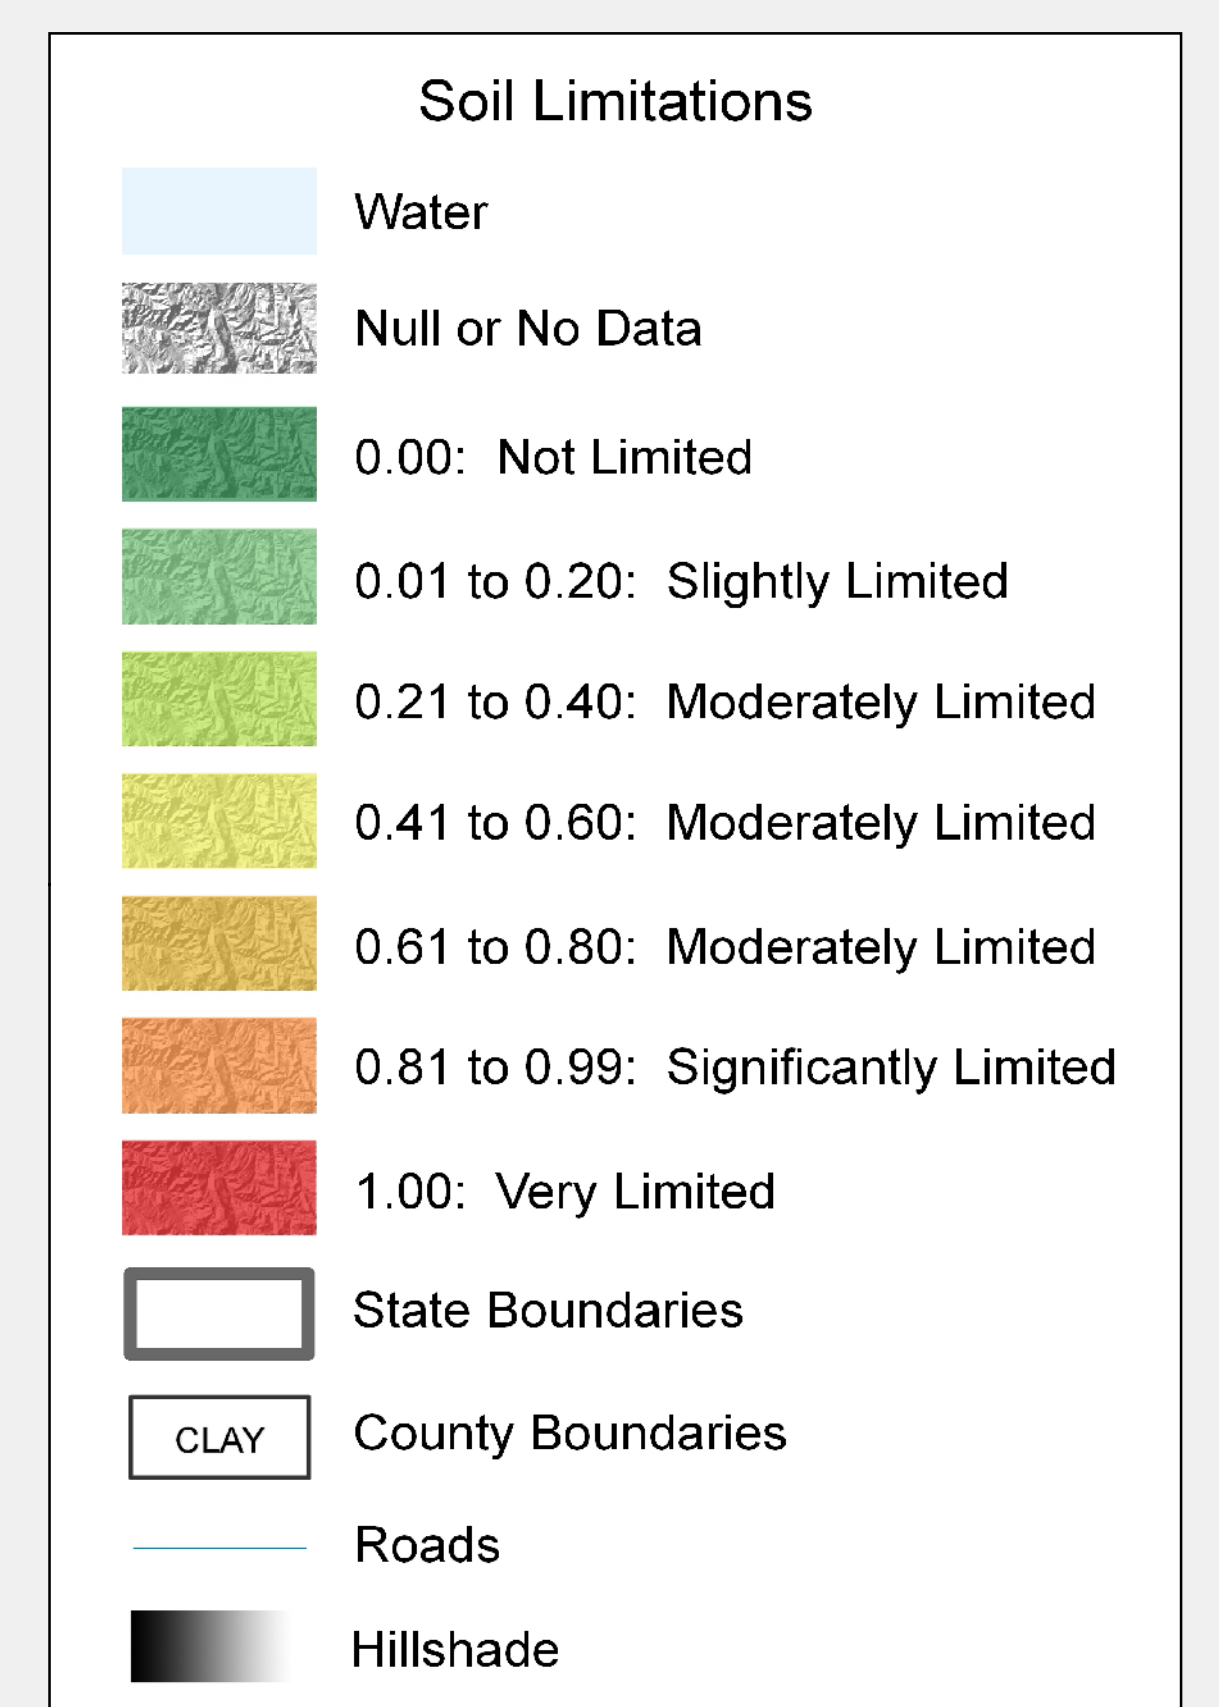 Soil Limitations
Water
Null or No Data
0.00:  Not Limited
0.01 to 0.20:  Slightly Limited
0.21 to 0.40:  Moderately Limited
0.41 to 0.60:  Moderately Limited
0.61 to 0.80:  Moderately Limited
0.81 to 0.99:  Significantly Limited
1.00:  Very Limited
State Boundaries
CLAY County Boundaries
Roads
Hillshade